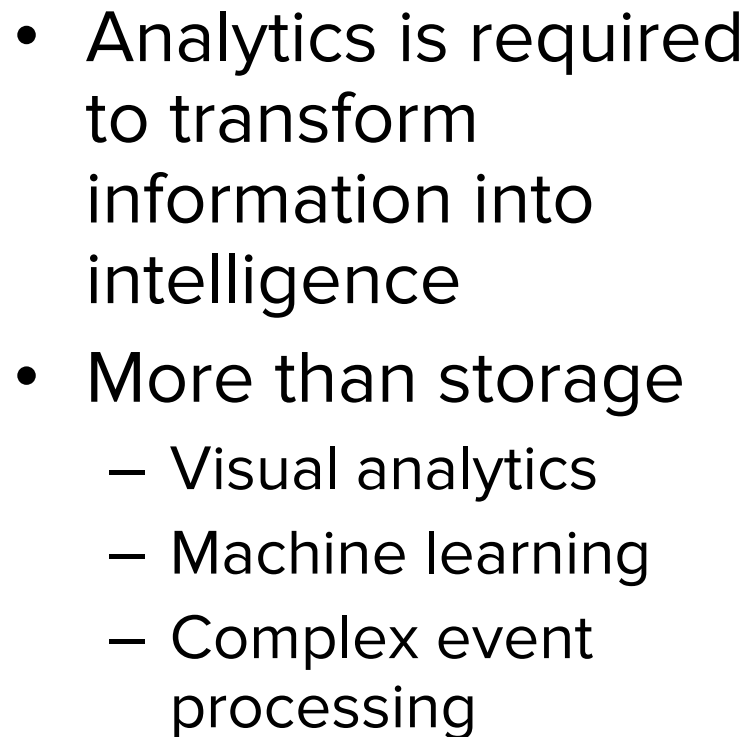 • Analytics is required
to transform
information into
intelligence
• More than storage
– Visual analytics
– Machine learning
– Complex event
processing